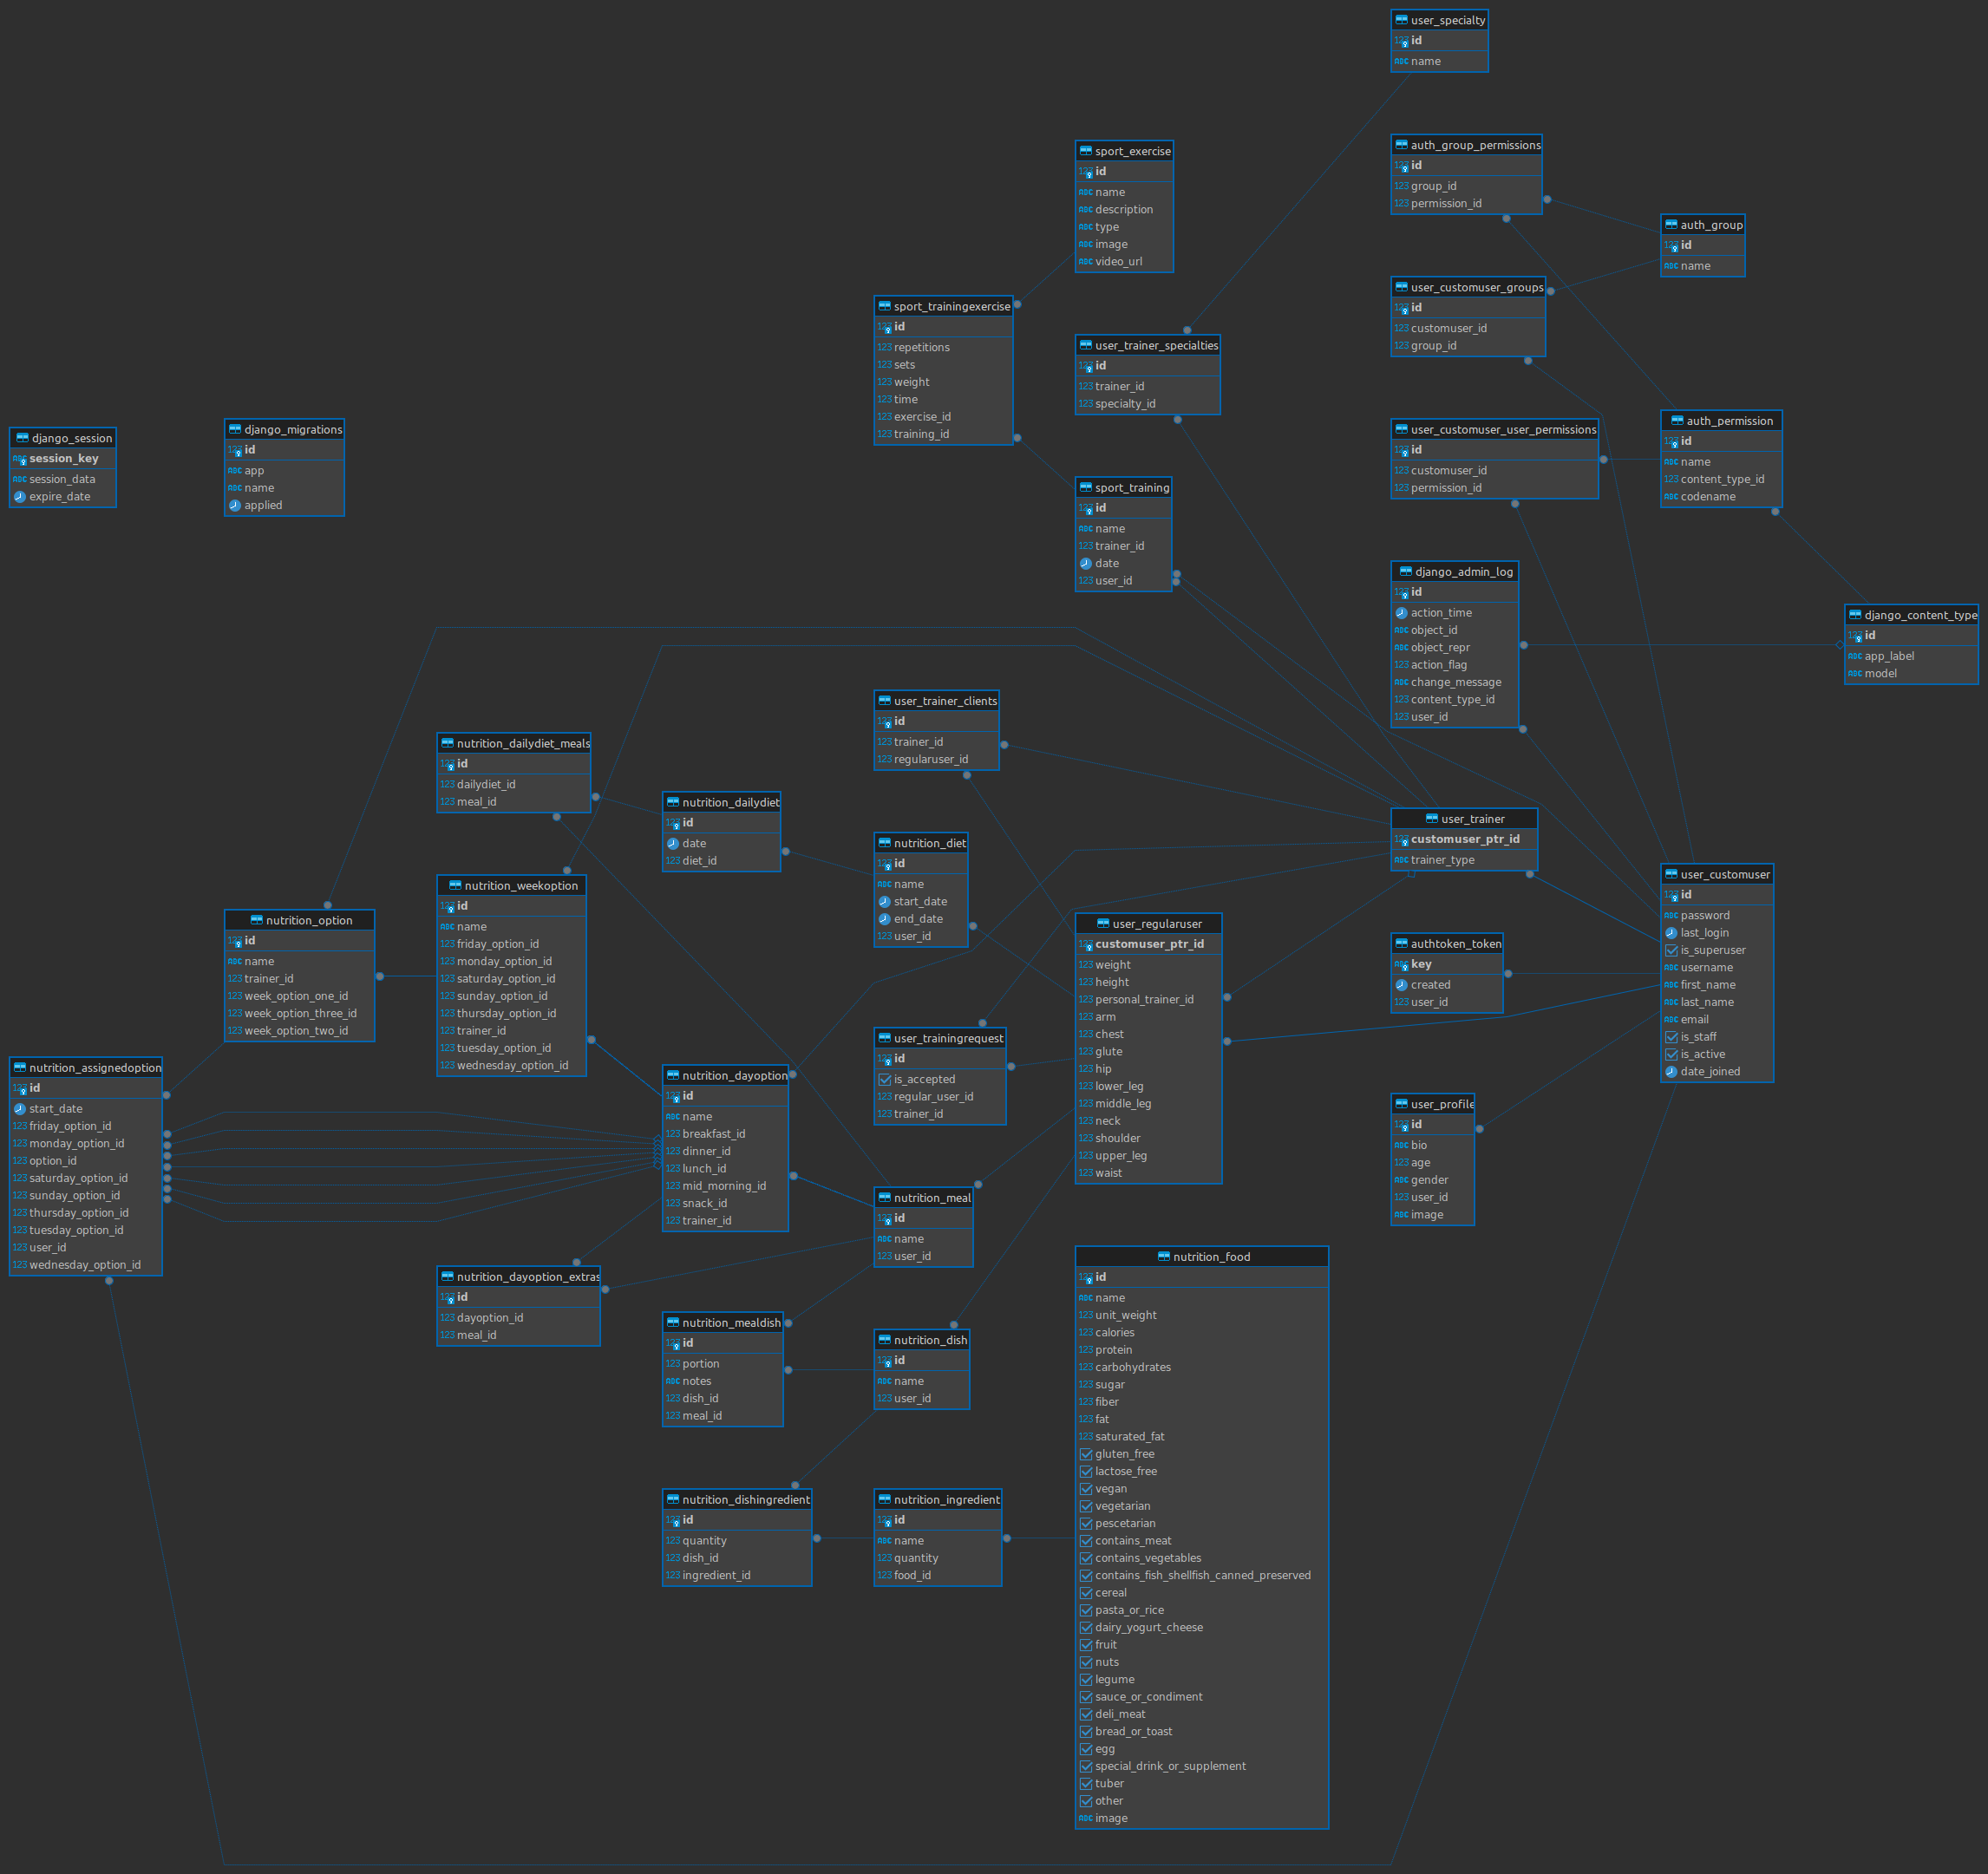 user_specialty
id
name
auth_group_permissions
id
group_id
permission_id
sport_exercise
id
name
description
type
image
video_url
auth_group
id
name
user_customuser_groups
id
customuser_id
group_id
sport_trainingexercise
id
repetitions
sets
weight
time
exercise_id
training_id
user_trainer_specialties
id
trainer_id
specialty_id
auth_permission
id
name
content_type_id
codename
user_customuser_user_permissions
id
customuser_id
permission_id
django_migrations
id
app
name
applied
django_session
session_key
session_data
expire_date
sport_training
id
name
trainer_id
date
user_id
django_admin_log
id
action_time
object_id
object_repr
action_flag
change_message
content_type_id
user_id
django_content_type
id
app_label
model
user_trainer_clients
id
trainer_id
regularuser_id
nutrition_dailydiet_meals
id
dailydiet_id
meal_id
nutrition_dailydiet
id
date
diet_id
user_trainer
customuser_ptr_id
trainer_type
nutrition_diet
id
name
start_date
end_date
user_id
user_customuser
id
password
last_login
is_superuser
username
first_name
last_name
email
is_staff
is_active
date_joined
nutrition_weekoption
id
name
friday_option_id
monday_option_id
saturday_option_id
sunday_option_id
thursday_option_id
trainer_id
tuesday_option_id
wednesday_option_id
nutrition_option
id
name
trainer_id
week_option_one_id
week_option_three_id
week_option_two_id
user_regularuser
customuser_ptr_id
weight
height
personal_trainer_id
arm
chest
glute
hip
lower_leg
middle_leg
neck
shoulder
upper_leg
waist
authtoken_token
key
created
user_id
user_trainingrequest
id
is_accepted
regular_user_id
trainer_id
nutrition_assignedoption
id
start_date
friday_option_id
monday_option_id
option_id
saturday_option_id
sunday_option_id
thursday_option_id
tuesday_option_id
user_id
wednesday_option_id
nutrition_dayoption
id
name
breakfast_id
dinner_id
lunch_id
mid_morning_id
snack_id
trainer_id
user_profile
id
bio
age
gender
user_id
image
nutrition_meal
id
name
user_id
nutrition_dayoption_extras
id
dayoption_id
meal_id
nutrition_food
id
name
unit_weight
calories
protein
carbohydrates
sugar
fiber
fat
saturated_fat
gluten_free
lactose_free
vegan
vegetarian
pescetarian
contains_meat
contains_vegetables
contains_fish_shellfish_canned_preserved
cereal
pasta_or_rice
dairy_yogurt_cheese
fruit
nuts
legume
sauce_or_condiment
deli_meat
bread_or_toast
egg
special_drink_or_supplement
tuber
other
image
nutrition_mealdish
id
portion
notes
dish_id
meal_id
nutrition_dish
id
name
user_id
nutrition_dishingredient
id
quantity
dish_id
ingredient_id
nutrition_ingredient
id
name
quantity
food_id